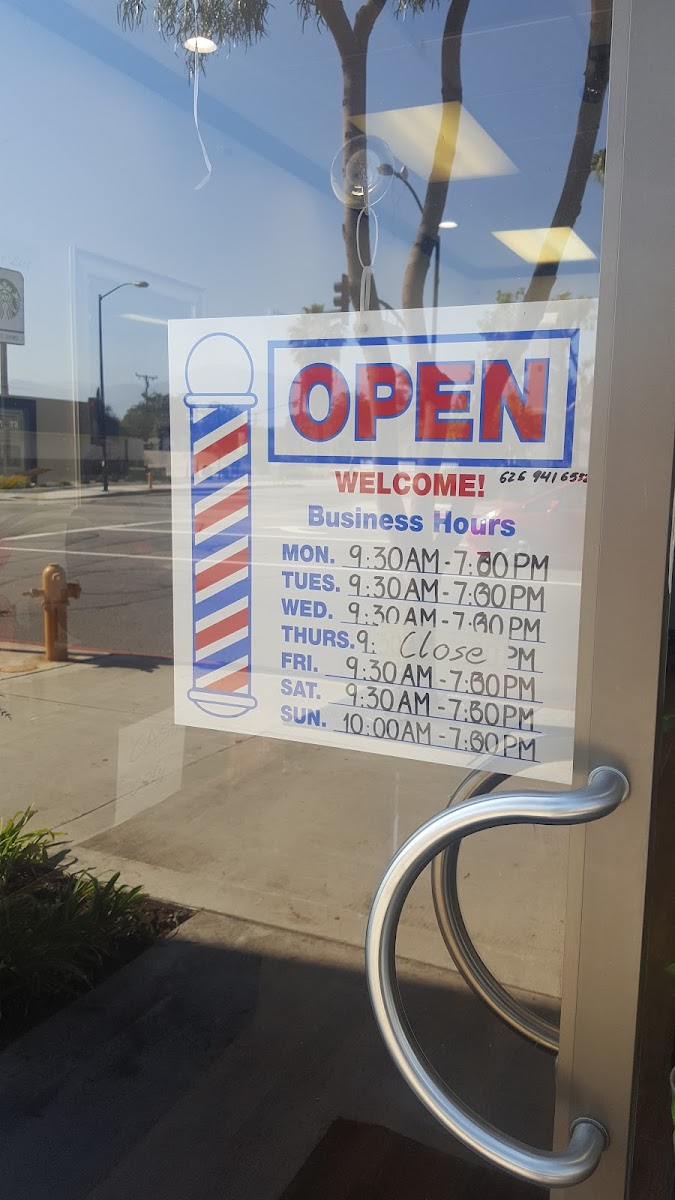 OPEN
WELCOME! 626 941 6552
Business Hours
MON. 9:30AM-7:00PM
TUES. 9:30AM-7:00PM
WED. 9:30AM-7:00PM
THURS. 9: Close PM
FRI. 9:30AM-7:00PM
SAT. 9:30AM-7:00PM
SUN. 10:00AM-7:00PM